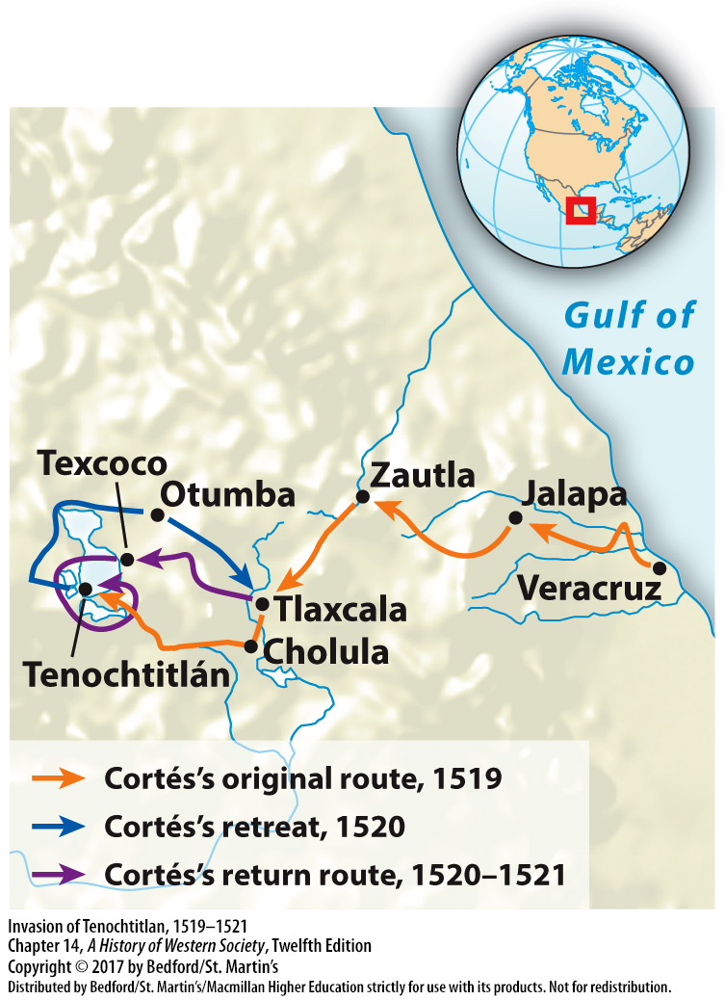 Gulf of
Mexico
Texcoco
Otumba
Zautla
Jalapa
Veracruz
Tlaxcala
Cholula
Tenochtitlán
Cortés's original route, 1519
Cortés's retreat, 1520
Cortés's return route, 1520–1521
Invasion of Tenochtitlan, 1519–1521
Chapter 14, A History of Western Society, Twelfth Edition
Copyright © 2017 by Bedford/St. Martin's
Distributed by Bedford/St. Martin's/Macmillan Higher Education strictly for use with its products. Not for redistribution.